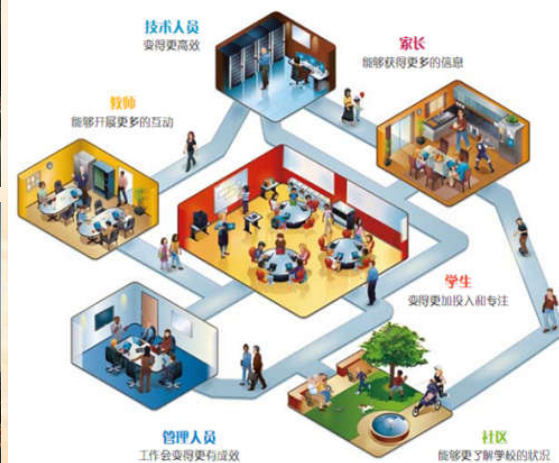 技术人员
变得更高效
家长
能够获得更多的信息
教师
能够开展更多的互动
学生
变得更加投入和专注
管理人员
工作会变得更有成效
社区
能够更了解学校的状况